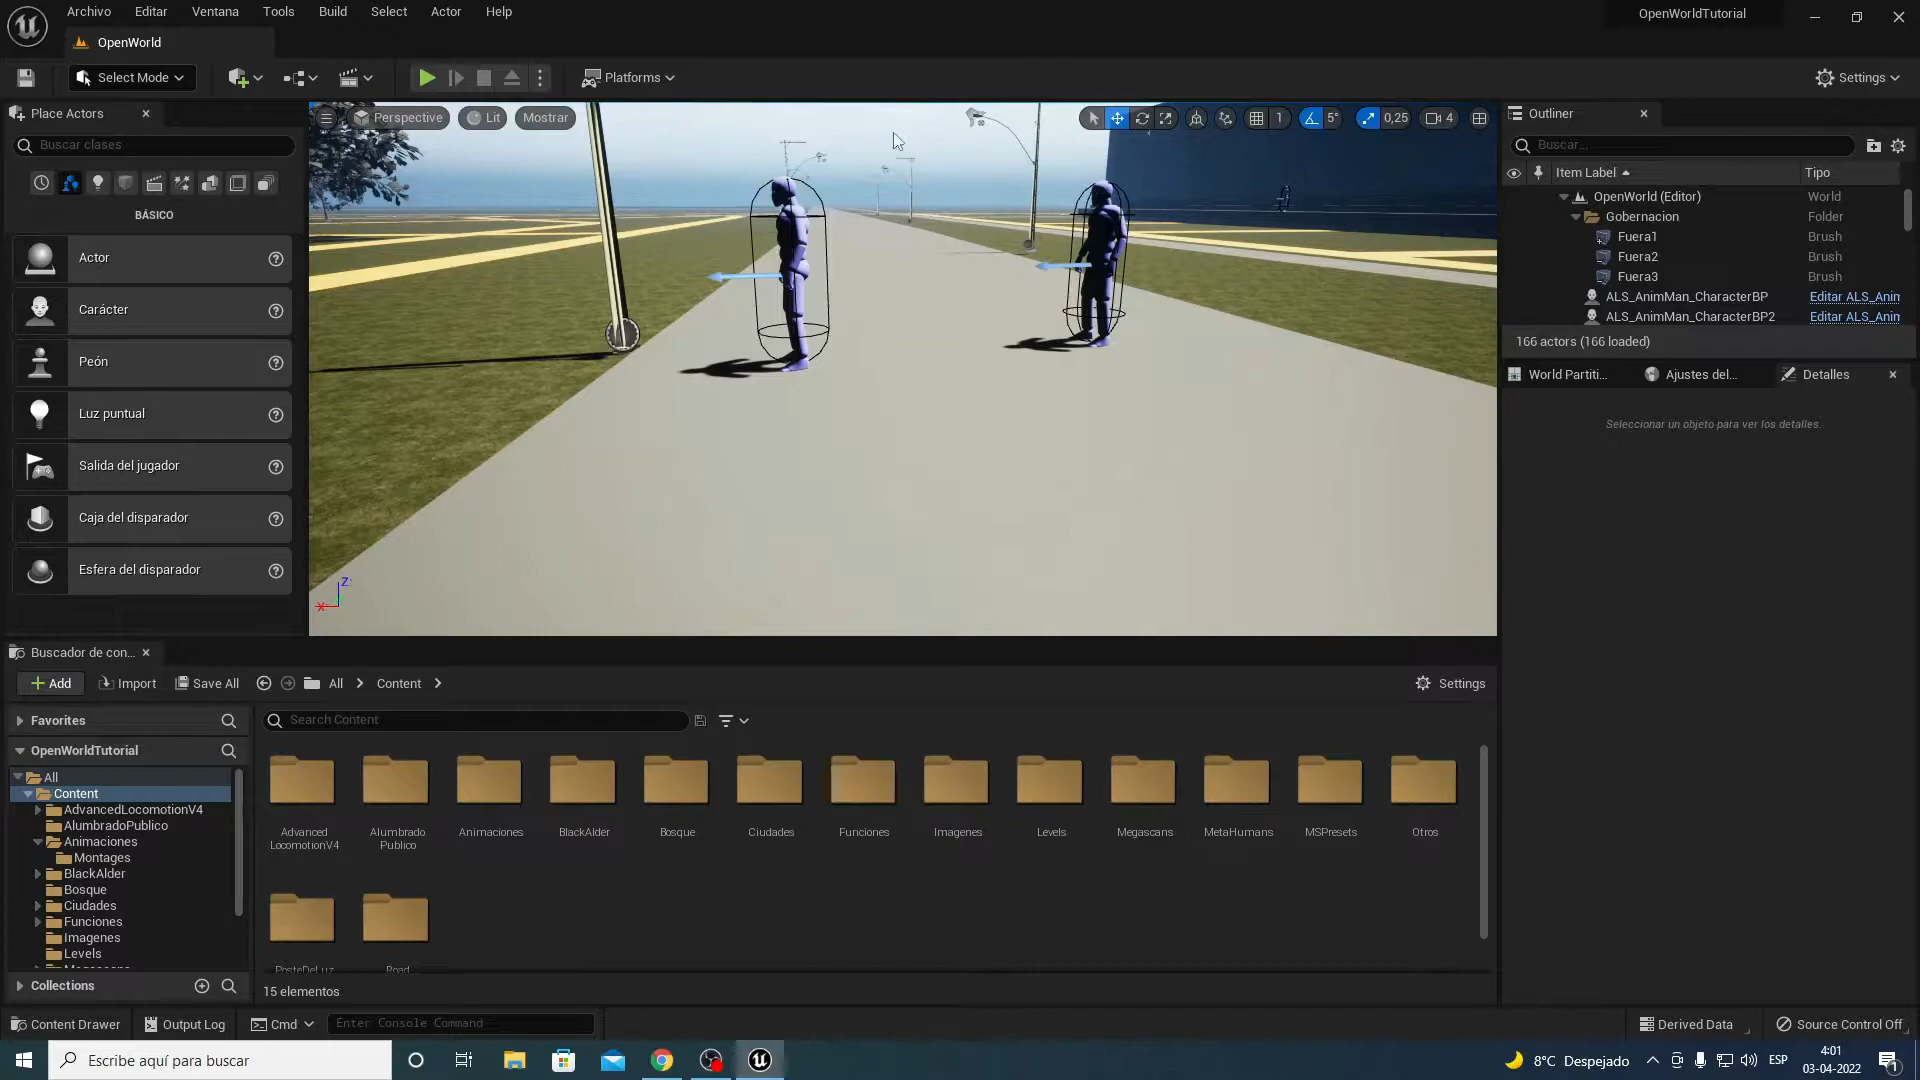 Archivo Editar Ventana Tools Build Select Actor Help
OpenWorldTutorial
OpenWorld
Select Mode
Platforms
Settings
Place Actors
Buscar clases
BÁSICO
Actor
Carácter
Peón
Luz puntual
Salida del jugador
Caja del disparador
Esfera del disparador
Perspective Lit Mostrar
1 5° 0,25 4
Z
X
Outliner
Buscar...
Item Label Tipo
OpenWorld (Editor) World
Gobernacion Folder
Fuera1 Brush
Fuera2 Brush
Fuera3 Brush
ALS_AnimMan_CharacterBP Editar ALS_Anim
ALS_AnimMan_CharacterBP2 Editar ALS_Anim
166 actors (166 loaded)
World Partiti... Ajustes del... Detalles
Seleccionar un objeto para ver los detalles.
Buscador de con...
Add Import Save All All Content
Settings
Favorites
Search Content
OpenWorldTutorial
All
Content
AdvancedLocomotionV4
AlumbradoPublico
Animaciones
Montages
BlackAlder
Bosque
Ciudades
Funciones
Imagenes
Levels
Megascans
Collections
Advanced LocomotionV4
Alumbrado Publico
Animaciones
BlackAlder
Bosque
Ciudades
Funciones
Imagenes
Levels
Megascans
MetaHumans
MSPresets
Otros
PosteDeLuz
Road
15 elementos
Content Drawer Output Log Cmd Enter Console Command
Derived Data Source Control Off
Escribe aquí para buscar
8°C Despejado
ESP
4:01
03-04-2022
1